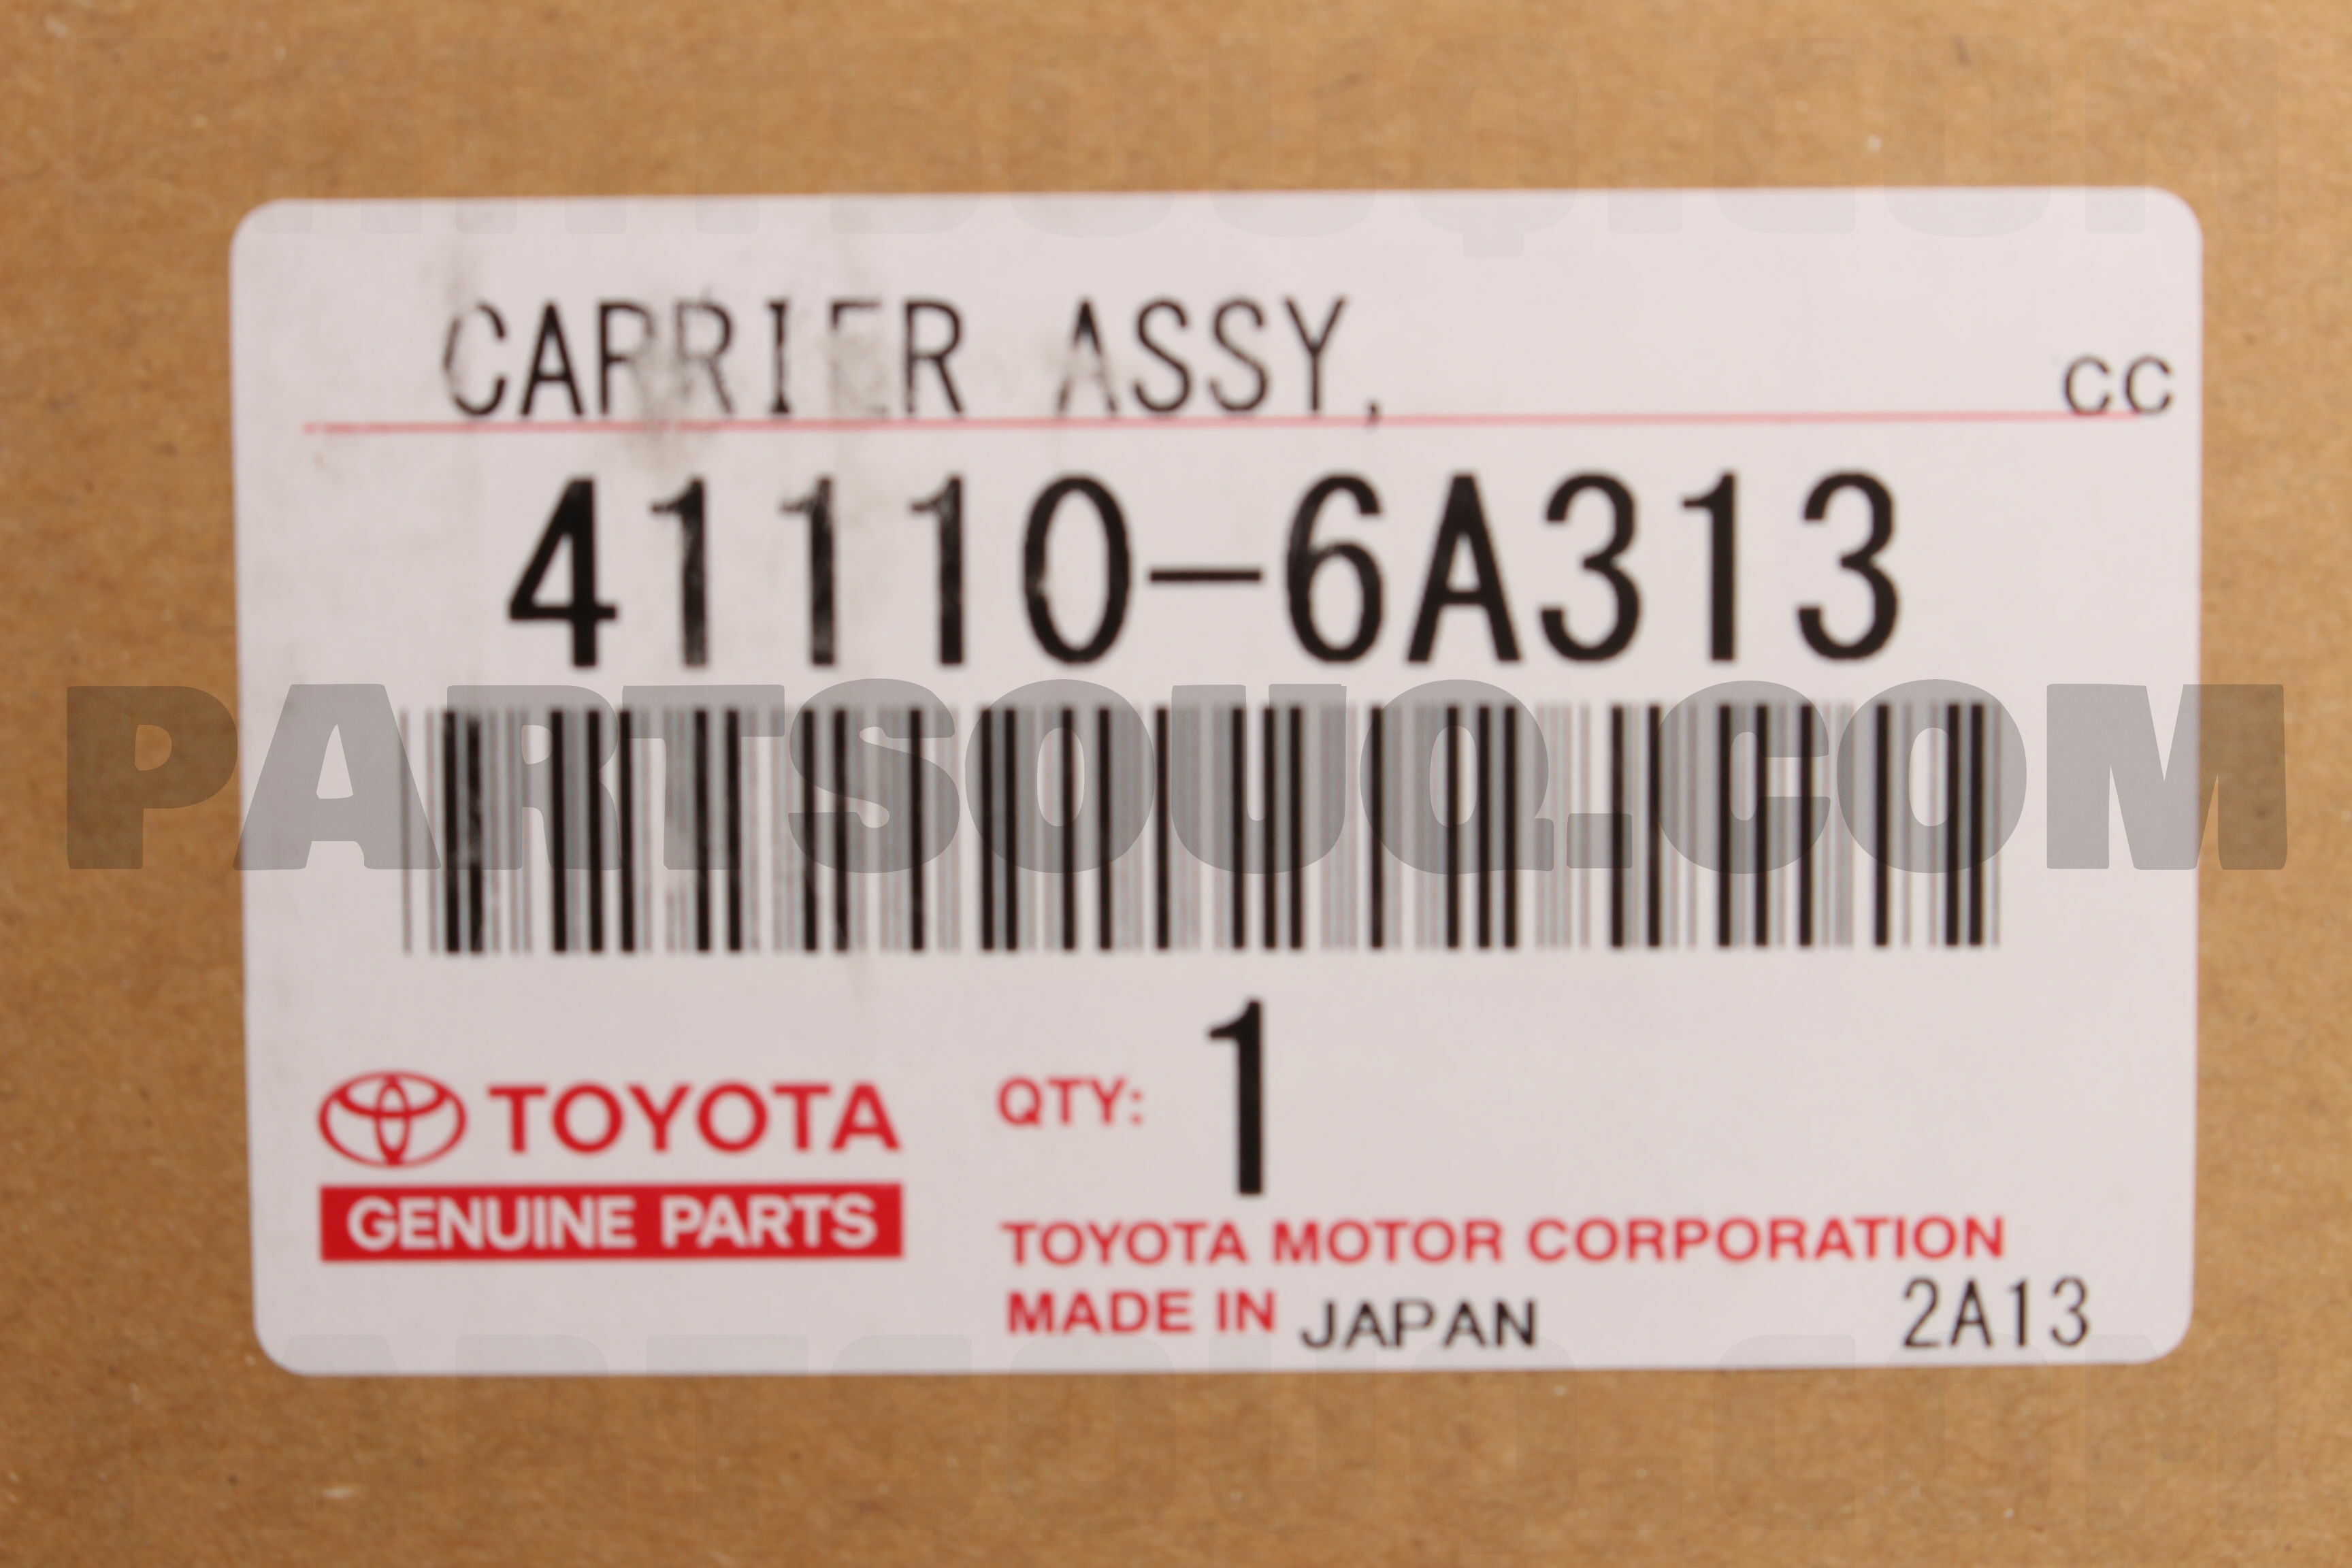 CARRIER ASSY,
CC
41110-6A313
PARTSOUQ.COM
TOYOTA
GENUINE PARTS
QTY: 1
TOYOTA MOTOR CORPORATION
MADE IN JAPAN
2A13